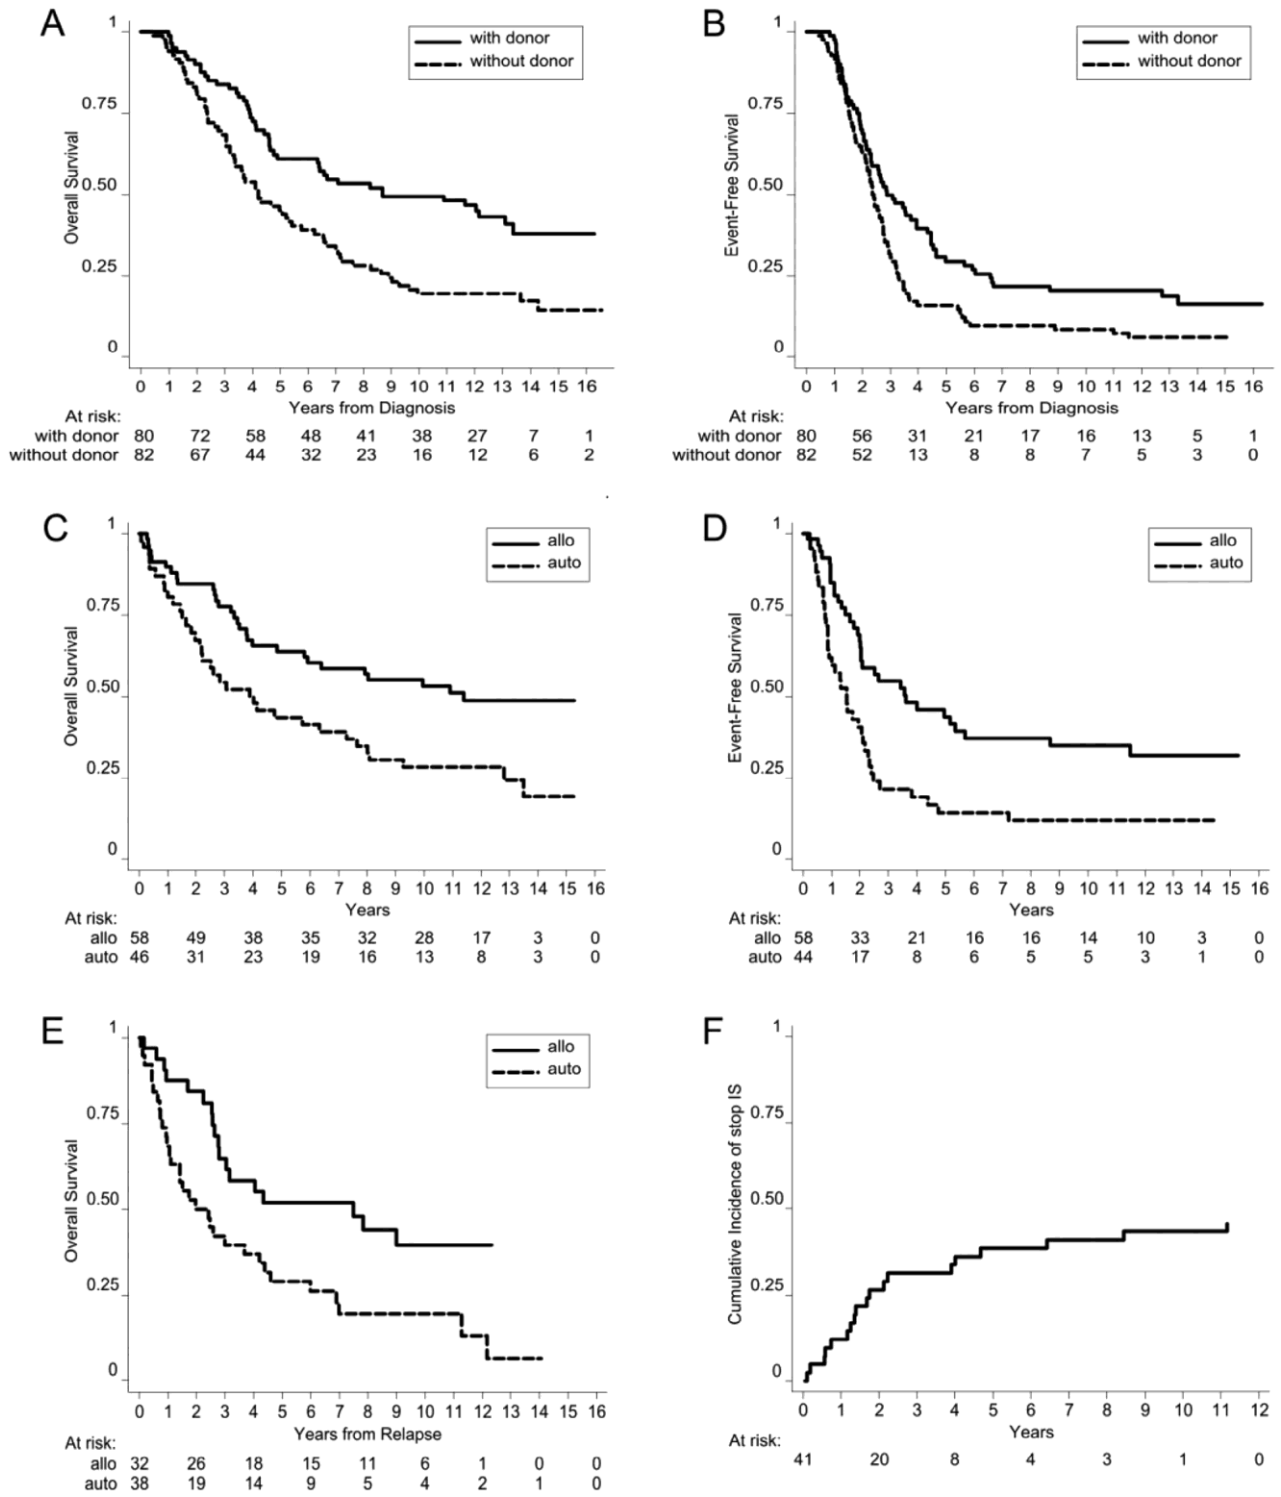 A
1
0.75
0.50
0.25
0
Overall Survival
with donor
without donor
0 1 2 3 4 5 6 7 8 9 10 11 12 13 14 15 16
Years from Diagnosis
At risk:
with donor 80 72 58 48 41 38 27 7 1
without donor 82 67 44 32 23 16 12 6 2
B
1
0.75
0.50
0.25
0
Event-Free Survival
with donor
without donor
0 1 2 3 4 5 6 7 8 9 10 11 12 13 14 15 16
Years from Diagnosis
At risk:
with donor 80 56 31 21 17 16 13 5 1
without donor 82 52 13 8 8 7 5 3 0
C
1
0.75
0.50
0.25
0
Overall Survival
allo
auto
0 1 2 3 4 5 6 7 8 9 10 11 12 13 14 15 16
Years
At risk:
allo 58 49 38 35 32 28 17 3 0
auto 46 31 23 19 16 13 8 3 0
D
1
0.75
0.50
0.25
0
Event-Free Survival
allo
auto
0 1 2 3 4 5 6 7 8 9 10 11 12 13 14 15 16
Years
At risk:
allo 58 33 21 16 16 14 10 3 0
auto 44 17 8 6 5 5 3 1 0
E
1
0.75
0.50
0.25
0
Overall Survival
allo
auto
0 1 2 3 4 5 6 7 8 9 10 11 12 13 14 15 16
Years from Relapse
At risk:
allo 32 26 18 15 11 6 1 0 0
auto 38 19 14 9 5 4 2 1 0
F
1
0.75
0.50
0.25
0
Cumulative Incidence of stop IS
0 1 2 3 4 5 6 7 8 9 10 11 12
Years
At risk:
41 20 8 4 3 1 0